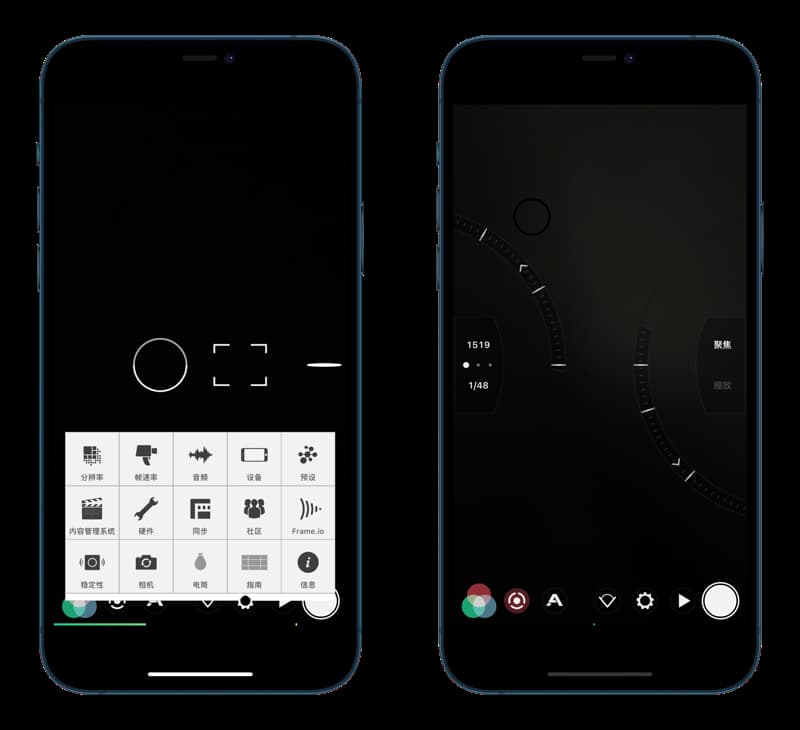 分辨率
帧速率
音频
设备
预设
内容管理系统
硬件
同步
社区
Frame.io
稳定性
相机
电筒
指南
信息
A
1519
1/48
聚焦
缩放
A